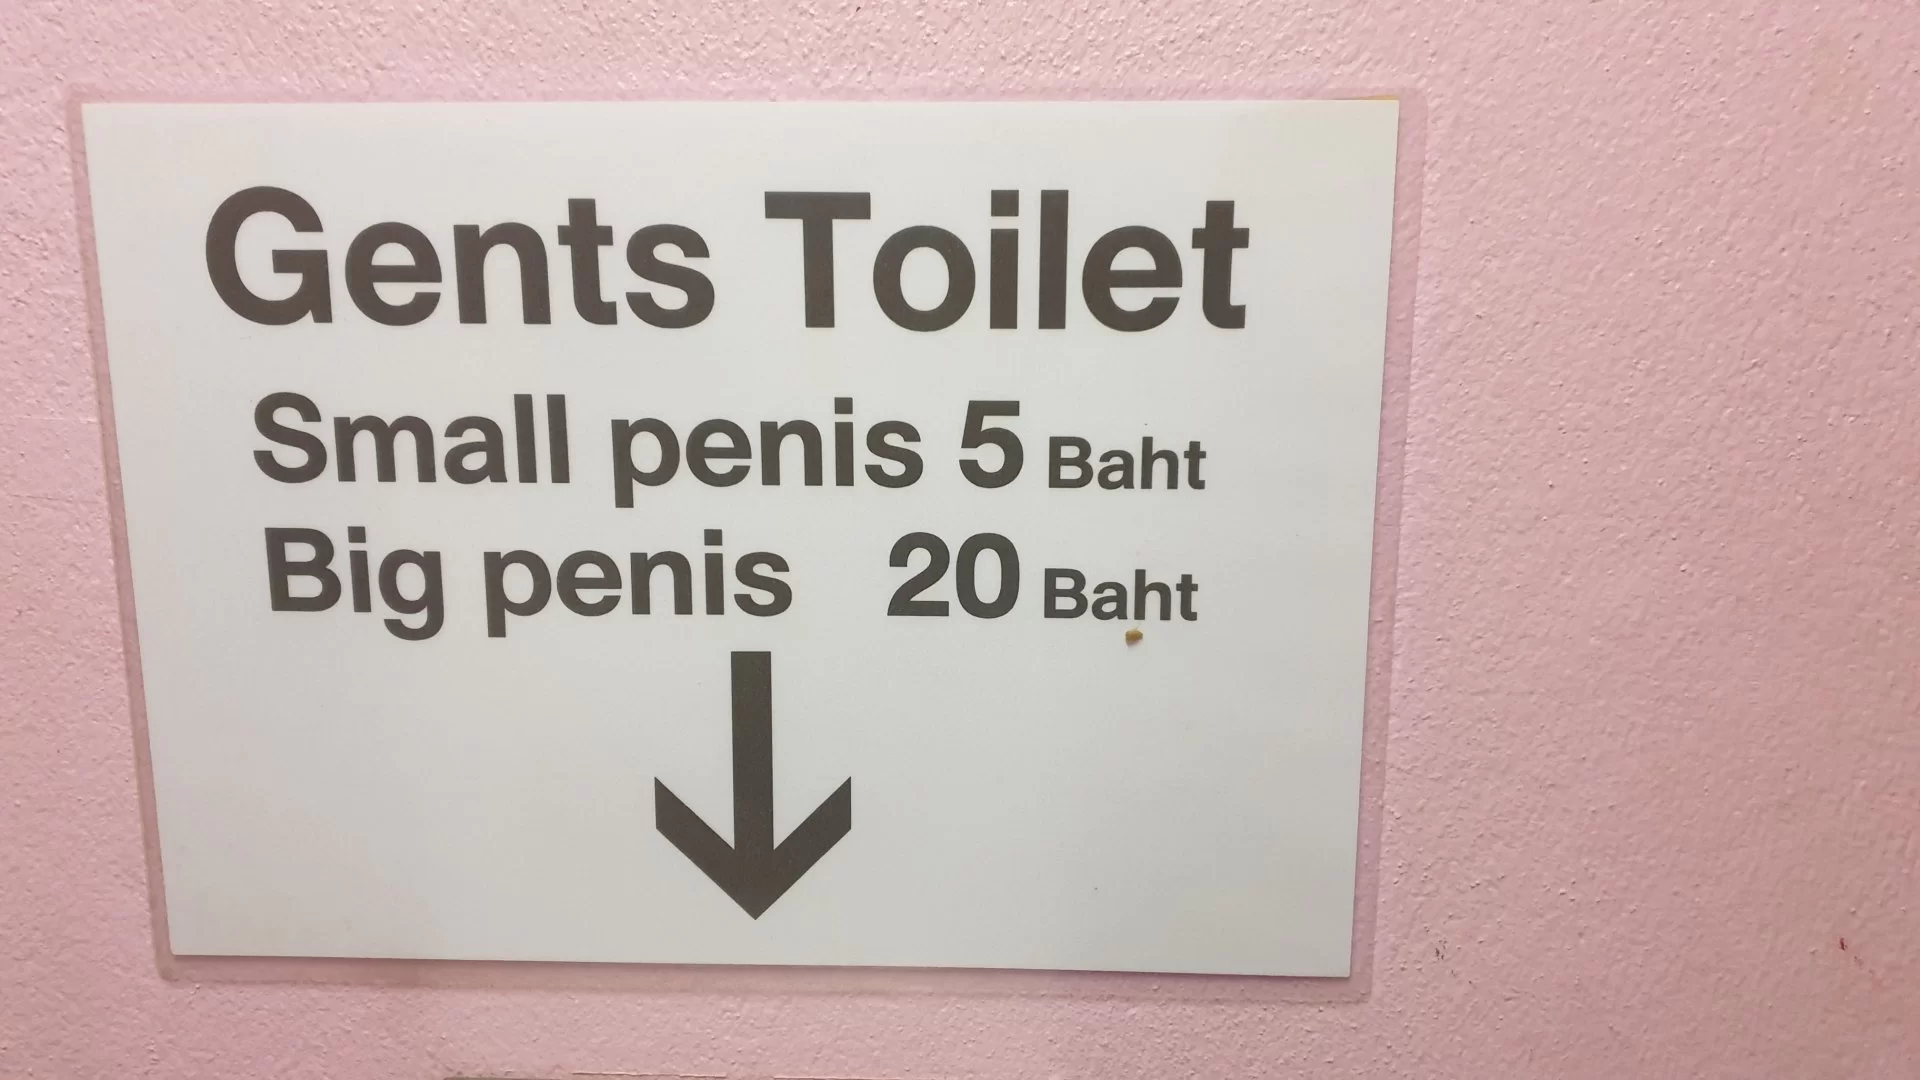 Gents Toilet
Small penis 5 Baht
Big penis 20 Baht